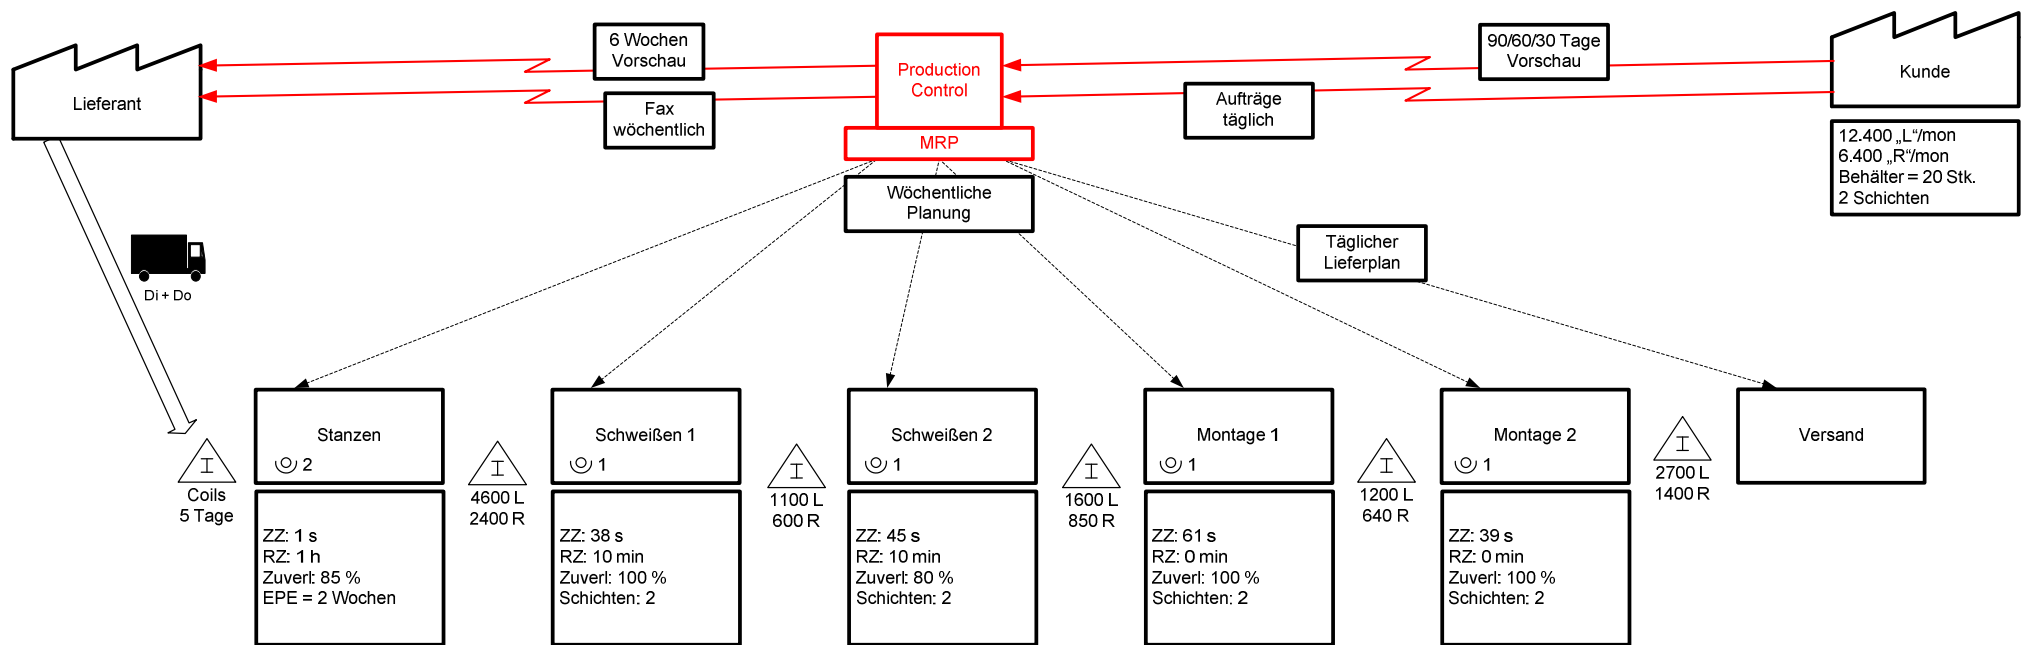 Lieferant
6 Wochen
Vorschau
Fax
wöchentlich
Production
Control
MRP
90/60/30 Tage
Vorschau
Aufträge
täglich
Kunde
12.400 „L“/mon
6.400 „R“/mon
Behälter = 20 Stk.
2 Schichten
Wöchentliche
Planung
Täglicher
Lieferplan
Di + Do
I
Coils
5 Tage
Stanzen
2
ZZ: 1 s
RZ: 1 h
Zuverl: 85 %
EPE = 2 Wochen
I
4600 L
2400 R
Schweißen 1
1
ZZ: 38 s
RZ: 10 min
Zuverl: 100 %
Schichten: 2
I
1100 L
600 R
Schweißen 2
1
ZZ: 45 s
RZ: 10 min
Zuverl: 80 %
Schichten: 2
I
1600 L
850 R
Montage 1
1
ZZ: 61 s
RZ: 0 min
Zuverl: 100 %
Schichten: 2
I
1200 L
640 R
Montage 2
1
ZZ: 39 s
RZ: 0 min
Zuverl: 100 %
Schichten: 2
I
2700 L
1400 R
Versand